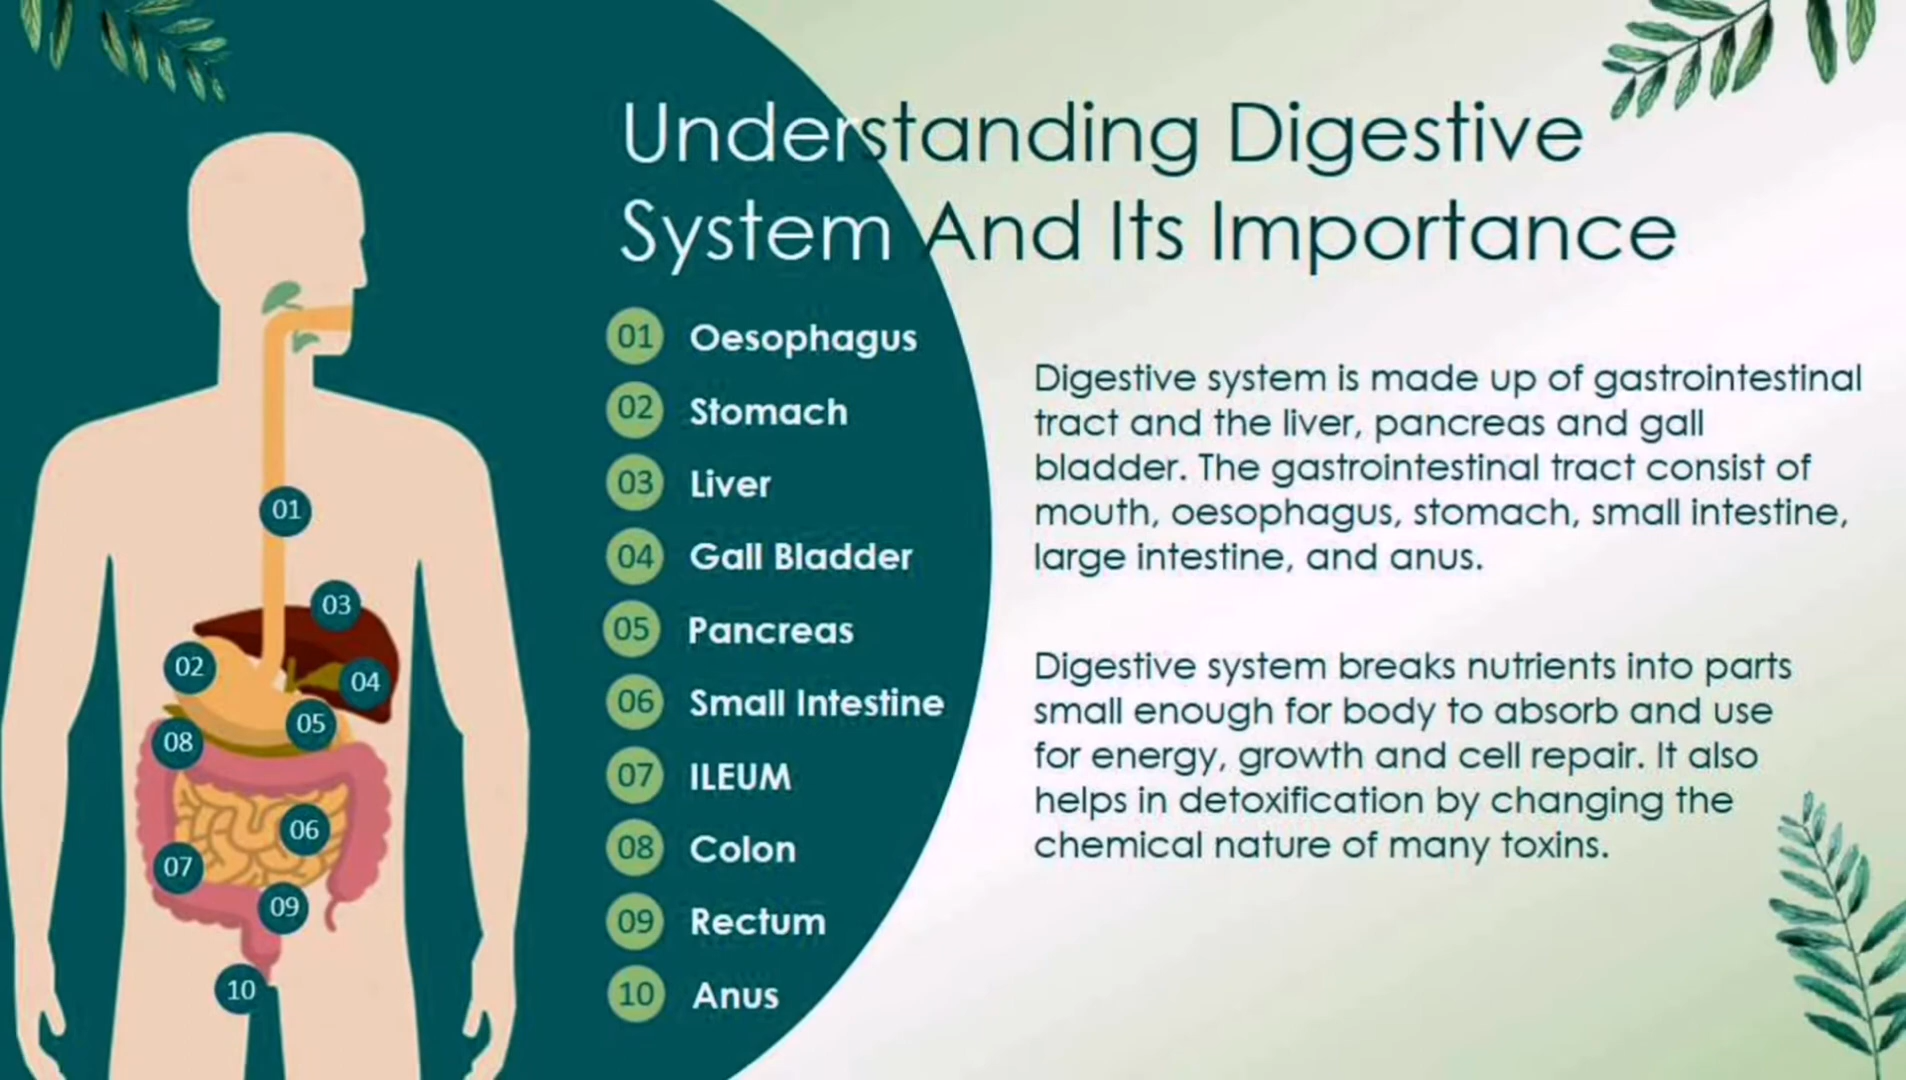 Understanding Digestive
System And Its Importance
01 Oesophagus
02 Stomach
03 Liver
04 Gall Bladder
05 Pancreas
06 Small Intestine
07 ILEUM
08 Colon
09 Rectum
10 Anus
Digestive system is made up of gastrointestinal
tract and the liver, pancreas and gall
bladder. The gastrointestinal tract consist of
mouth, oesophagus, stomach, small intestine,
large intestine, and anus.
Digestive system breaks nutrients into parts
small enough for body to absorb and use
for energy, growth and cell repair. It also
helps in detoxification by changing the
chemical nature of many toxins.
01
03
02
04
05
08
06
07
09
10